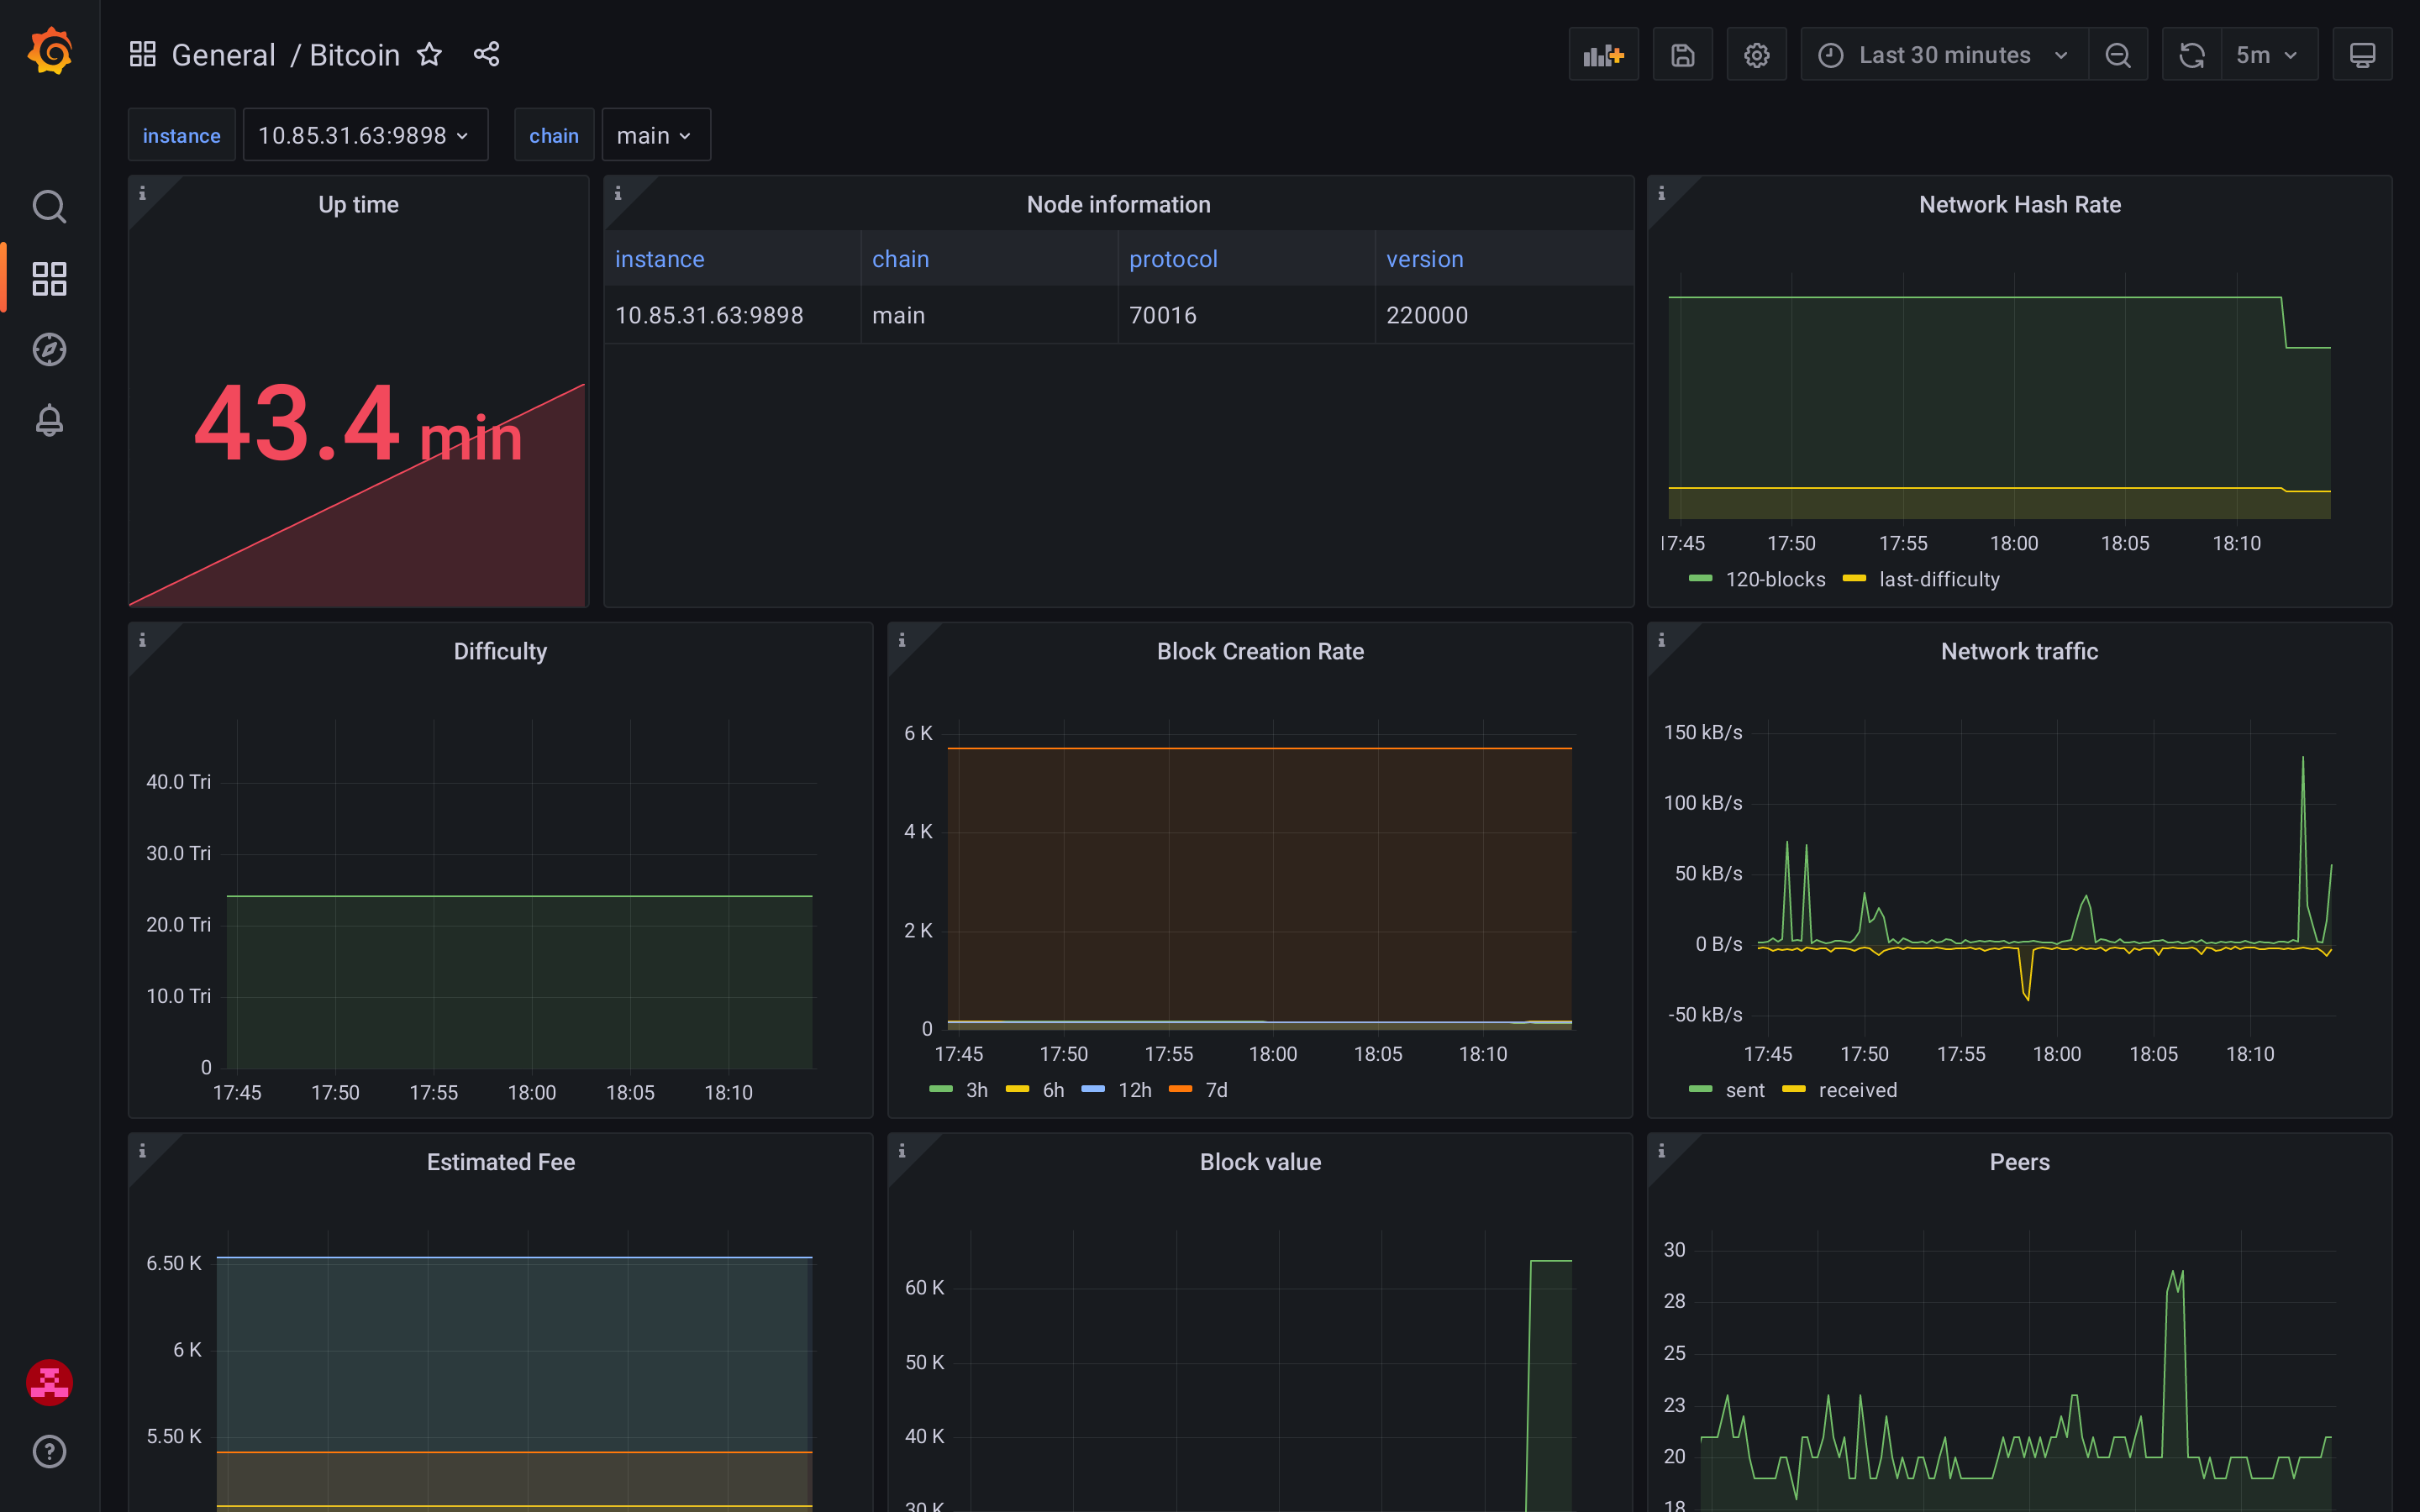 General / Bitcoin
Last 30 minutes
5m
instance 10.85.31.63:9898 chain main
Up time
43.4 min
Node information
instance chain protocol version
10.85.31.63:9898 main 70016 220000
Network Hash Rate
17:45 17:50 17:55 18:00 18:05 18:10
120-blocks last-difficulty
Difficulty
40.0 Tri
30.0 Tri
20.0 Tri
10.0 Tri
0
17:45 17:50 17:55 18:00 18:05 18:10
Block Creation Rate
6 K
4 K
2 K
0
17:45 17:50 17:55 18:00 18:05 18:10
3h 6h 12h 7d
Network traffic
150 kB/s
100 kB/s
50 kB/s
0 B/s
-50 kB/s
17:45 17:50 17:55 18:00 18:05 18:10
sent received
Estimated Fee
6.50 K
6 K
5.50 K
Block value
60 K
50 K
40 K
30 K
Peers
30
28
25
23
20
18